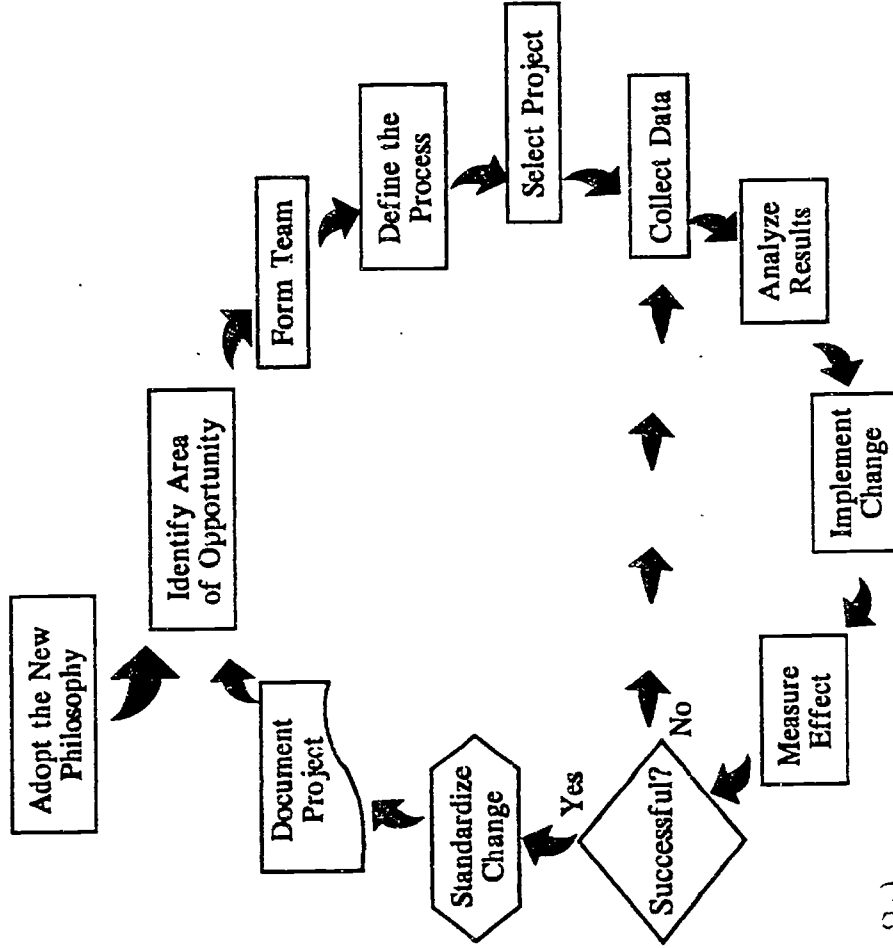 Adopt the New
Philosophy
Identify Area
of Opportunity
Form Team
Define the
Process
Select Project
Collect Data
Analyze
Results
Implement
Change
Measure
Effect
Successful?
No
Yes
Standardize
Change
Document
Project